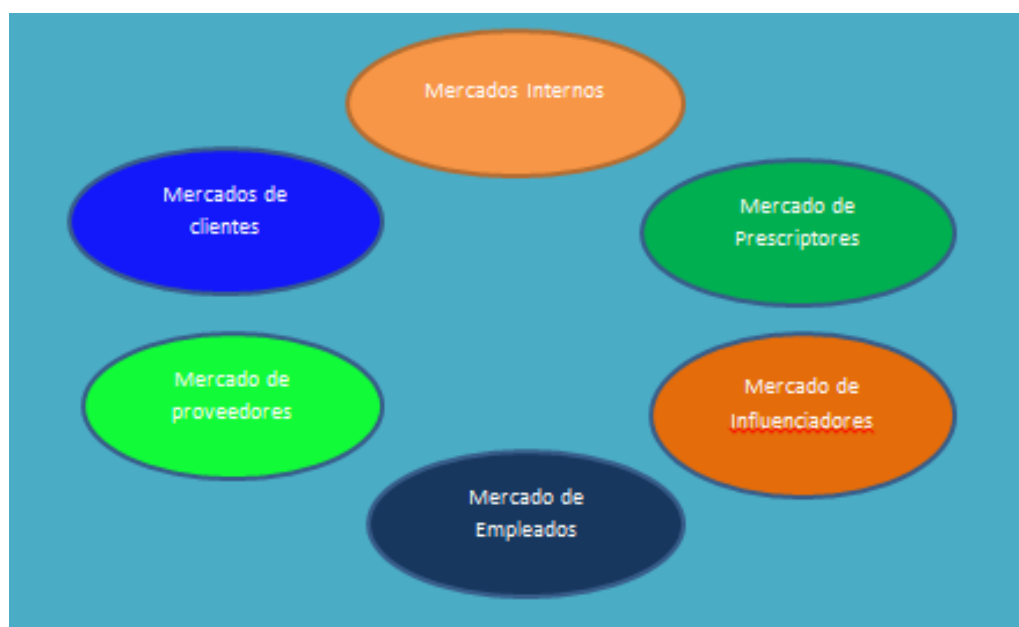 Mercados Internos
Mercados de
clientes
Mercado de
Prescriptores
Mercado de
proveedores
Mercado de
Influenciadores
Mercado de
Empleados